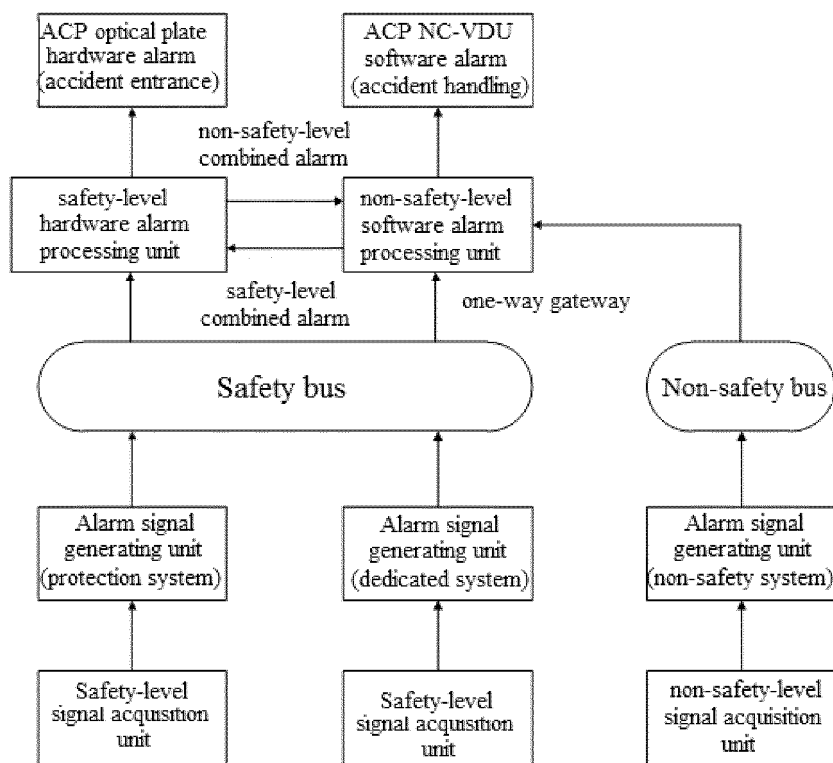 ACP optical plate
hardware alarm
(accident entrance)
ACP NC-VDU
software alarm
(accident handling)
non-safety-level
combined alarm
safety-level
hardware alarm
processing unit
non-safety-level
software alarm
processing unit
safety-level
combined alarm
one-way gateway
Safety bus
Non-safety bus
Alarm signal
generating unit
(protection system)
Alarm signal
generating unit
(dedicated system)
Alarm signal
generating unit
(non-safety system)
Safety-level
signal acquisition
unit
Safety-level
signal acquisition
unit
non-safety-level
signal acquisition
unit